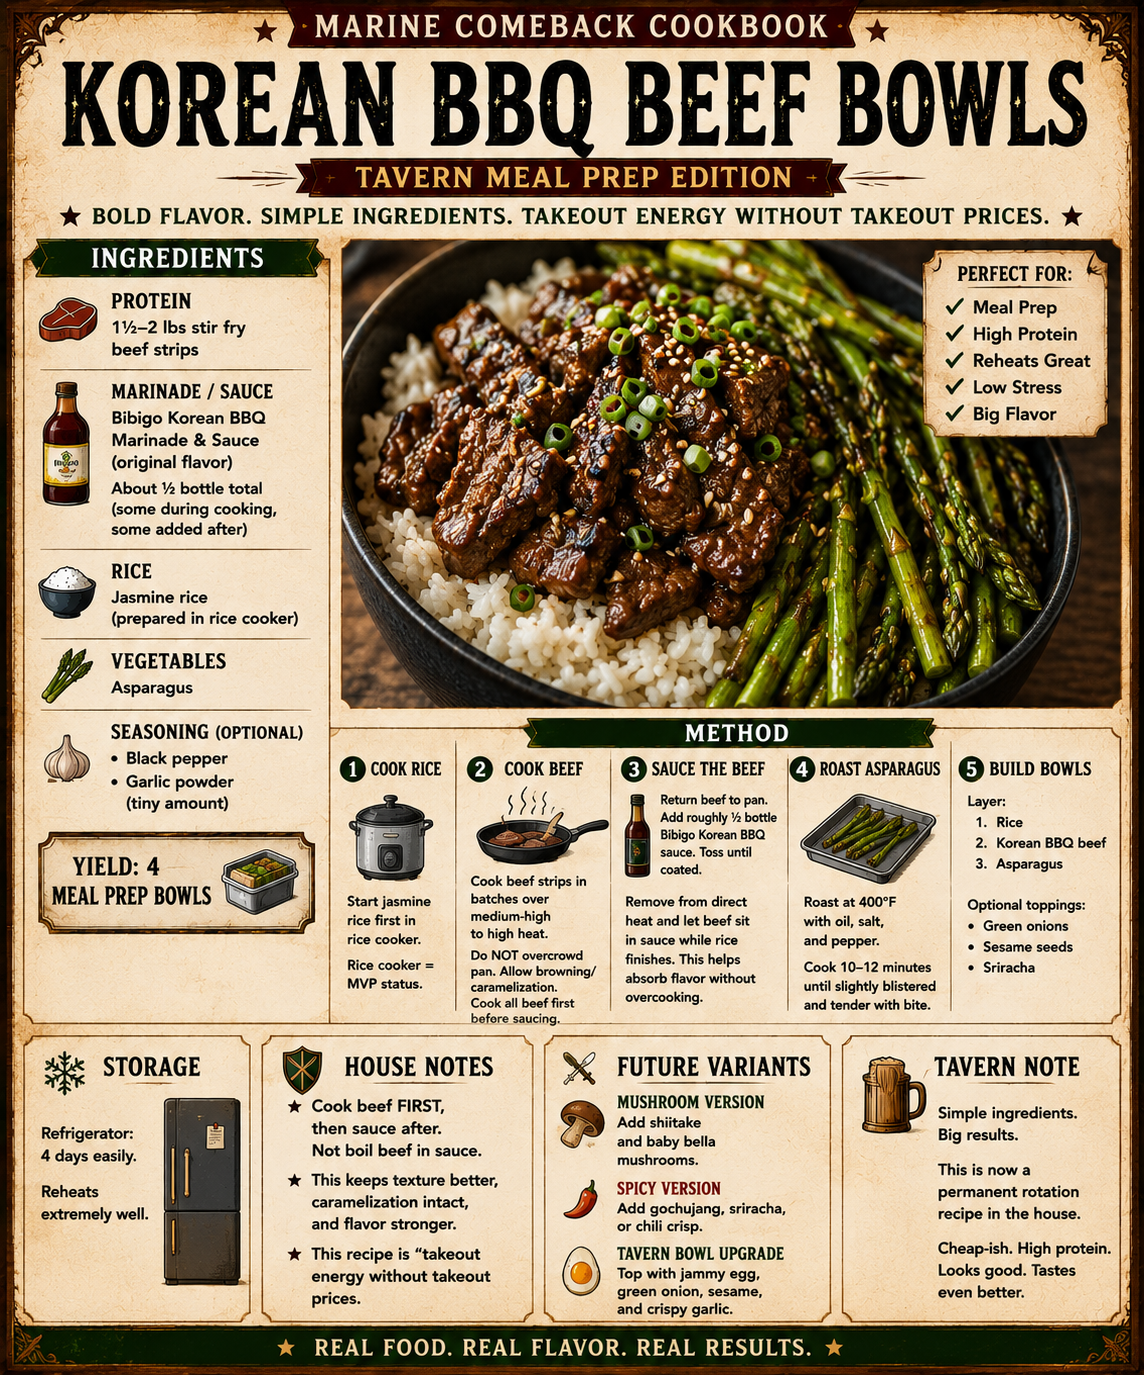 MARINE COMEBACK COOKBOOK
KOREAN BBQ BEEF BOWLS
TAVERN MEAL PREP EDITION
BOLD FLAVOR. SIMPLE INGREDIENTS. TAKEOUT ENERGY WITHOUT TAKEOUT PRICES.
INGREDIENTS
PROTEIN
1½–2 lbs stir fry
beef strips
MARINADE / SAUCE
Bibigo Korean BBQ
Marinade & Sauce
(original flavor)
About ½ bottle total
(some during cooking,
some added after)
RICE
Jasmine rice
(prepared in rice cooker)
VEGETABLES
Asparagus
SEASONING (OPTIONAL)
• Black pepper
• Garlic powder
(tiny amount)
YIELD: 4
MEAL PREP BOWLS
PERFECT FOR:
✓ Meal Prep
✓ High Protein
✓ Reheats Great
✓ Low Stress
✓ Big Flavor
METHOD
1 COOK RICE
Start jasmine
rice first in
rice cooker.
Rice cooker =
MVP status.
2 COOK BEEF
Cook beef strips in
batches over
medium-high
to high heat.
Do NOT overcrowd
pan. Allow browning/
caramelization.
Cook all beef first
before saucing.
3 SAUCE THE BEEF
Return beef to pan.
Add roughly ½ bottle
Bibigo Korean BBQ
sauce. Toss until
coated.
Remove from direct
heat and let beef sit
in sauce while rice
finishes. This helps
absorb flavor without
overcooking.
4 ROAST ASPARAGUS
Roast at 400°F
with oil, salt,
and pepper.
Cook 10–12 minutes
until slightly blistered
and tender with bite.
5 BUILD BOWLS
Layer:
1. Rice
2. Korean BBQ beef
3. Asparagus
Optional toppings:
• Green onions
• Sesame seeds
• Sriracha
STORAGE
Refrigerator:
4 days easily.
Reheats
extremely well.
HOUSE NOTES
★ Cook beef FIRST,
then sauce after.
Not boil beef in sauce.
★ This keeps texture better,
caramelization intact,
and flavor stronger.
★ This recipe is “takeout
energy without takeout
prices.
FUTURE VARIANTS
MUSHROOM VERSION
Add shiitake
and baby bella
mushrooms.
SPICY VERSION
Add gochujang, sriracha,
or chili crisp.
TAVERN BOWL UPGRADE
Top with jammy egg,
green onion, sesame,
and crispy garlic.
TAVERN NOTE
Simple ingredients.
Big results.
This is now a
permanent rotation
recipe in the house.
Cheap-ish. High protein.
Looks good. Tastes
even better.
REAL FOOD. REAL FLAVOR. REAL RESULTS.